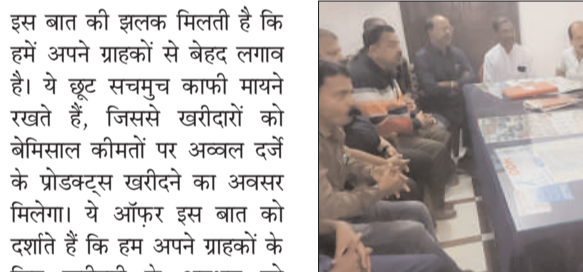 इस बात की झलक मिलती है कि
हमें अपने ग्राहकों से बेहद लगाव
है। ये छूट सचमुच काफी मायने
रखते हैं, जिससे खरीदारों को
बेमिसाल कीमतों पर अव्वल दर्जे
के प्रोडक्ट्स खरीदने का अवसर
मिलेगा। ये ऑफ़र इस बात को
दर्शाते हैं कि हम अपने ग्राहकों के